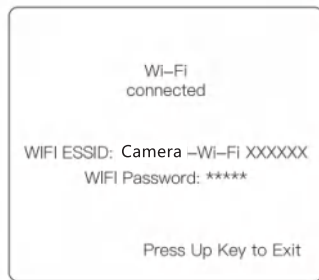 Wi-Fi
connected
WIFI ESSID: Camera -Wi-Fi XXXXXX
WIFI Password: *****
Press Up Key to Exit